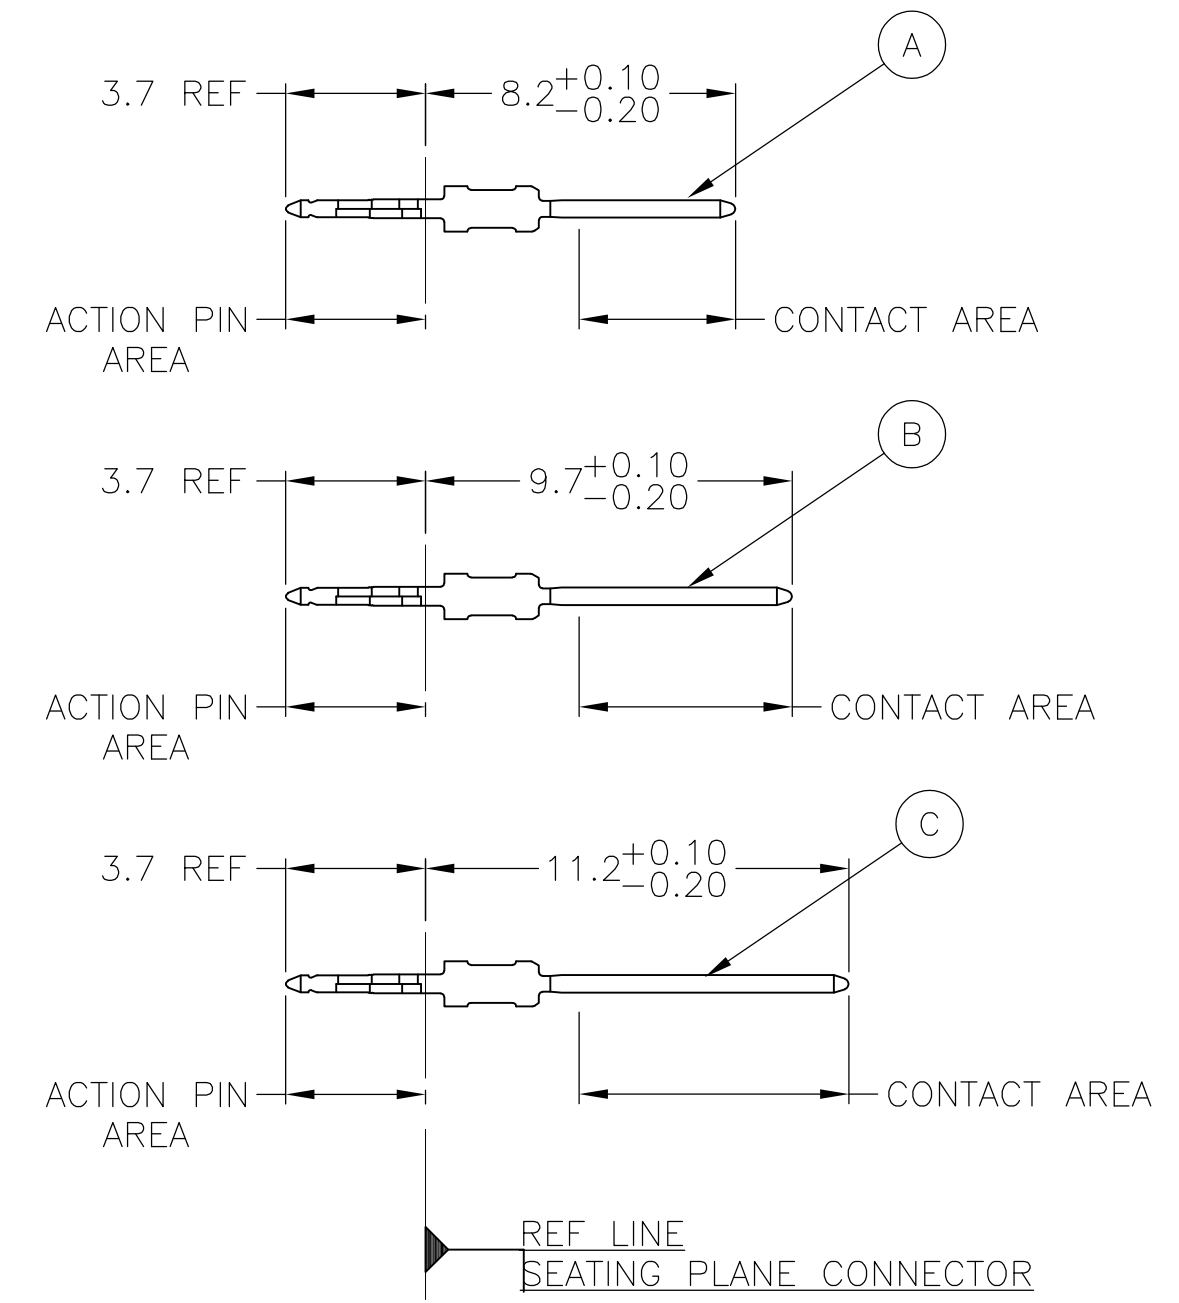 A
3.7 REF 8.2 +0.10
-0.20
ACTION PIN
AREA
CONTACT AREA
B
3.7 REF 9.7 +0.10
-0.20
ACTION PIN
AREA
CONTACT AREA
C
3.7 REF 11.2 +0.10
-0.20
ACTION PIN
AREA
CONTACT AREA
REF LINE
SEATING PLANE CONNECTOR